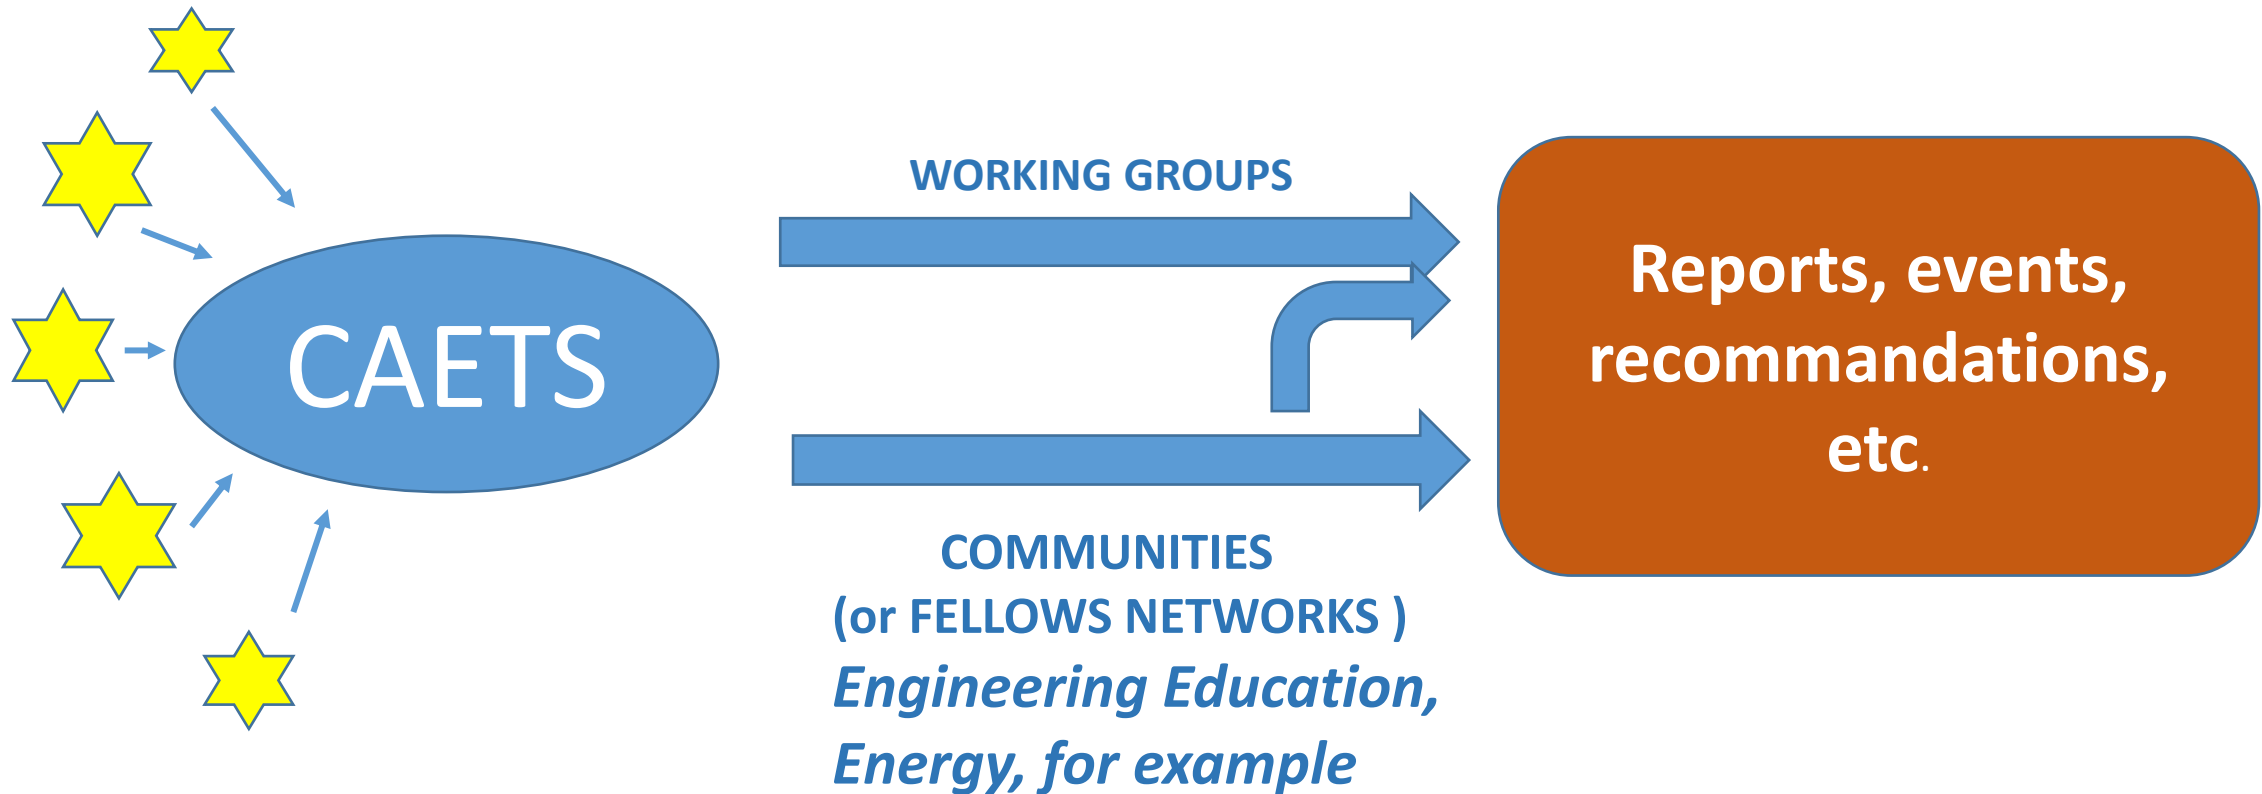 CAETS
WORKING GROUPS
COMMUNITIES
(or FELLOWS NETWORKS )
Engineering Education,
Energy, for example
Reports, events,
recommandations,
etc.